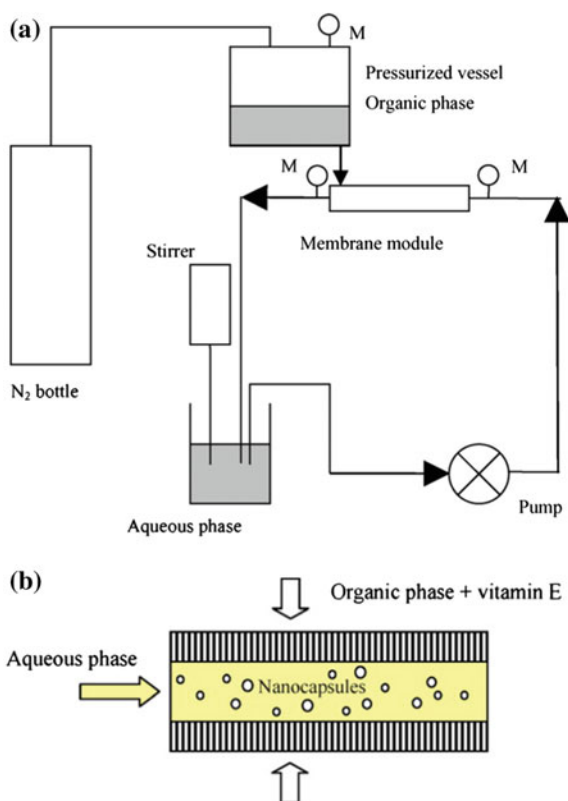 (a)
M
Pressurized vessel
Organic phase
M
M
Membrane module
Stirrer
N₂ bottle
Pump
Aqueous phase
(b)
Organic phase + vitamin E
Aqueous phase
Nanocapsules